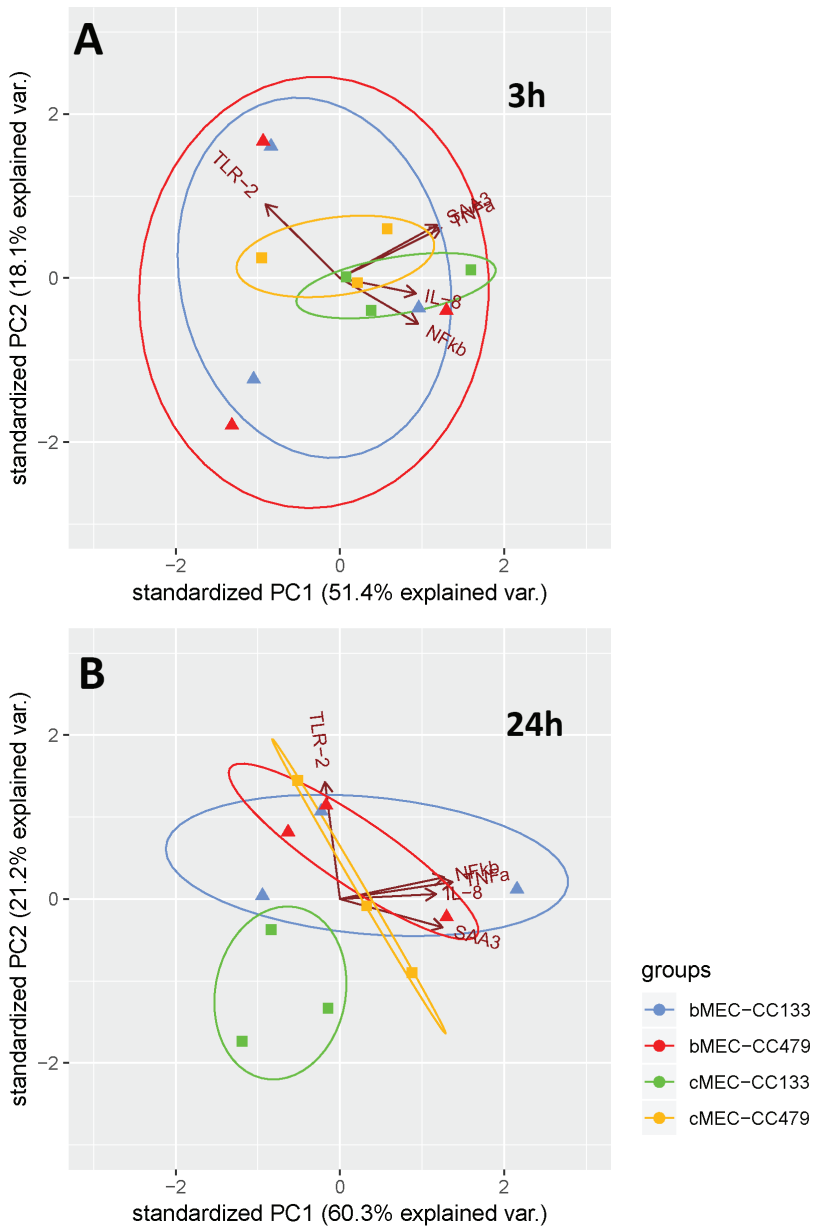 A
3h
standardized PC2 (18.1% explained var.)
2
0
−2
TLR−2
SAA3
TNFa
IL−8
NFkb
−2
0
2
standardized PC1 (51.4% explained var.)
B
24h
standardized PC2 (21.2% explained var.)
2
0
−2
TLR−2
NFkb
TNFa
IL−8
SAA3
−2
0
2
standardized PC1 (60.3% explained var.)
groups
bMEC−CC133
bMEC−CC479
cMEC−CC133
cMEC−CC479